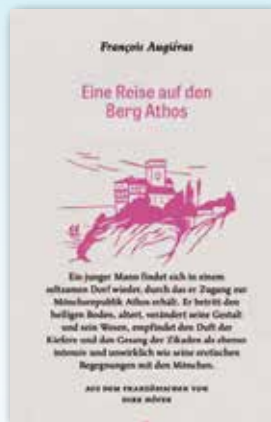 François Augiéras
Eine Reise auf den
Berg Athos
Ein junger Mann findet sich in einem
seltsamen Dorf wieder, durch das er Zugang zur
Mönchsrepublik Athos erhält. Er betritt den
heiligen Boden, altert, verändert seine Gestalt
und sein Wesen, empfindet den Duft der
Kiefern und den Gesang der Zikaden als ebenso
intensiv und unwirklich wie seine erotischen
Begegnungen mit den Mönchen.
AUS DEM FRANZÖSISCHEN VON
DIRK HÖFER